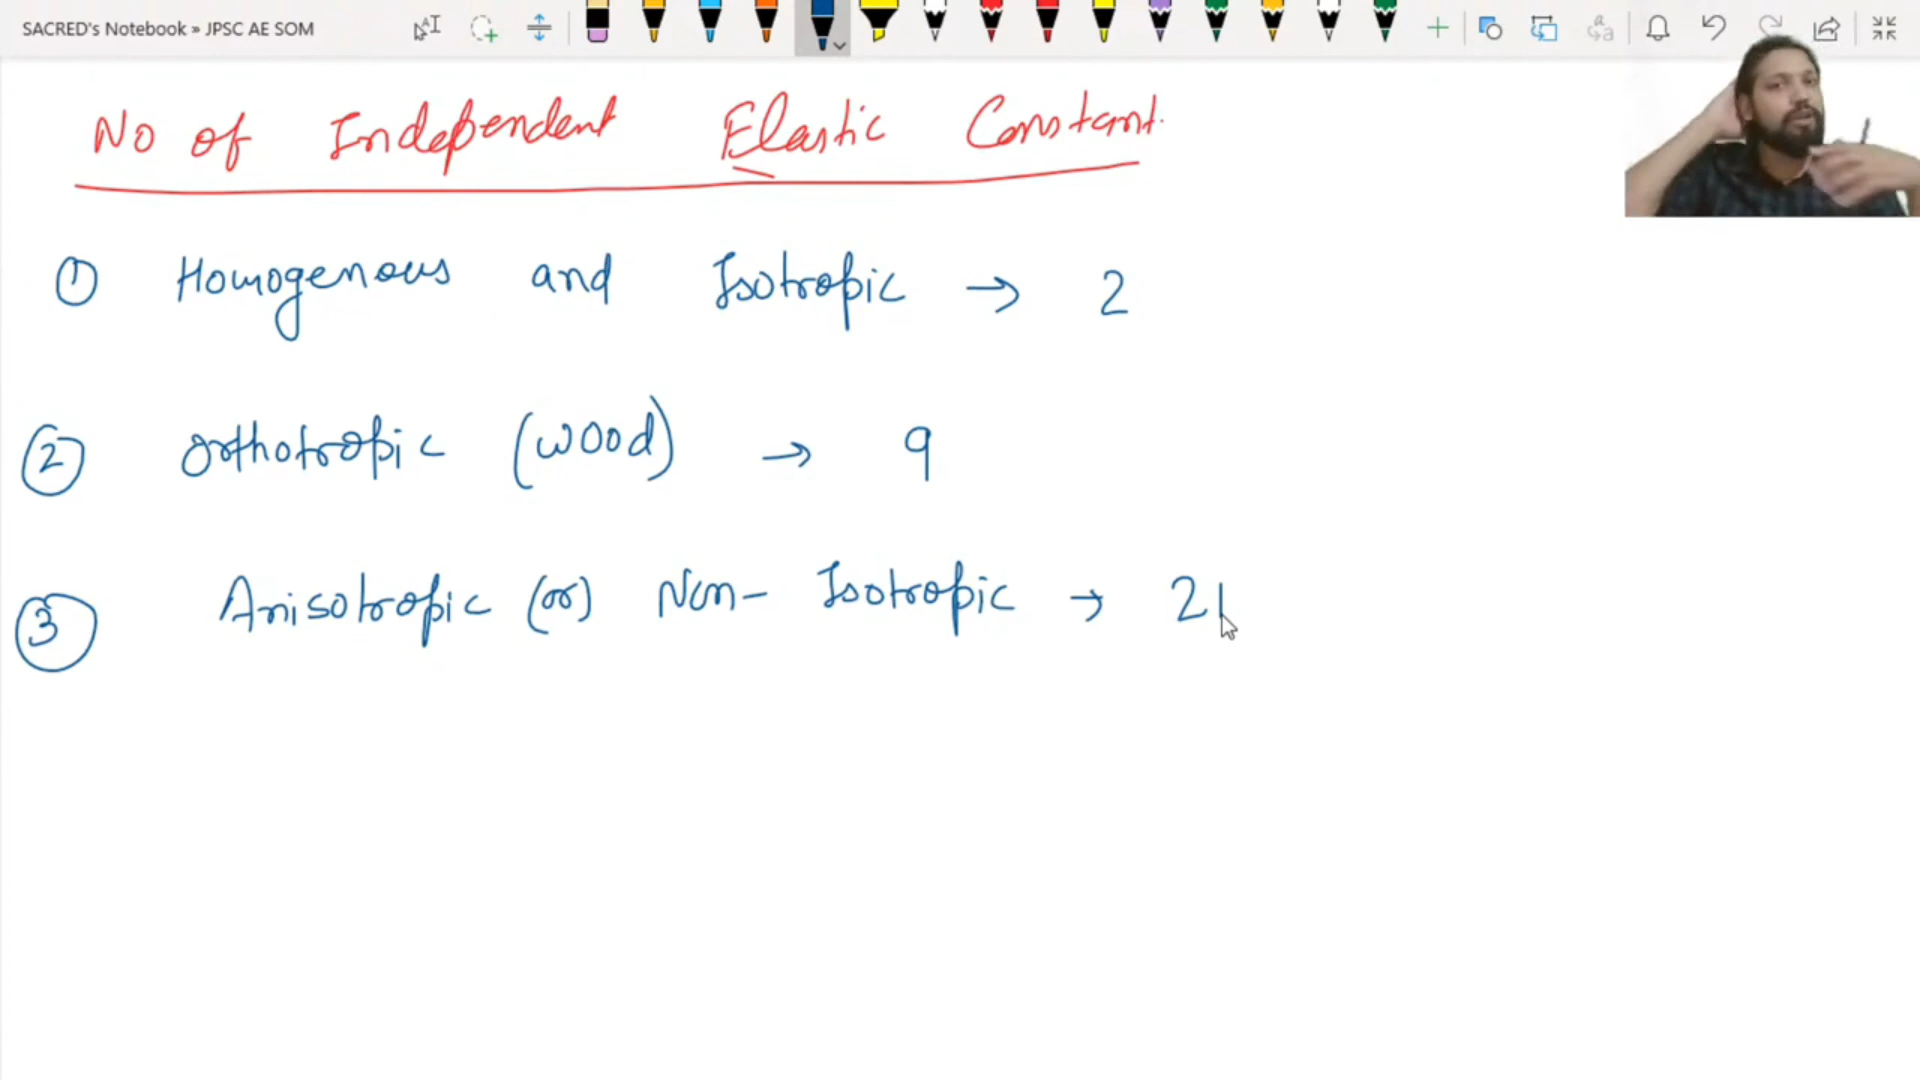 SACRED's Notebook » JPSC AE SOM
No of Independent Elastic Constant.
① Homogenous and Isotropic → 2
② Orthotropic (wood) → 9
③ Anisotropic (or) Non-Isotropic → 21